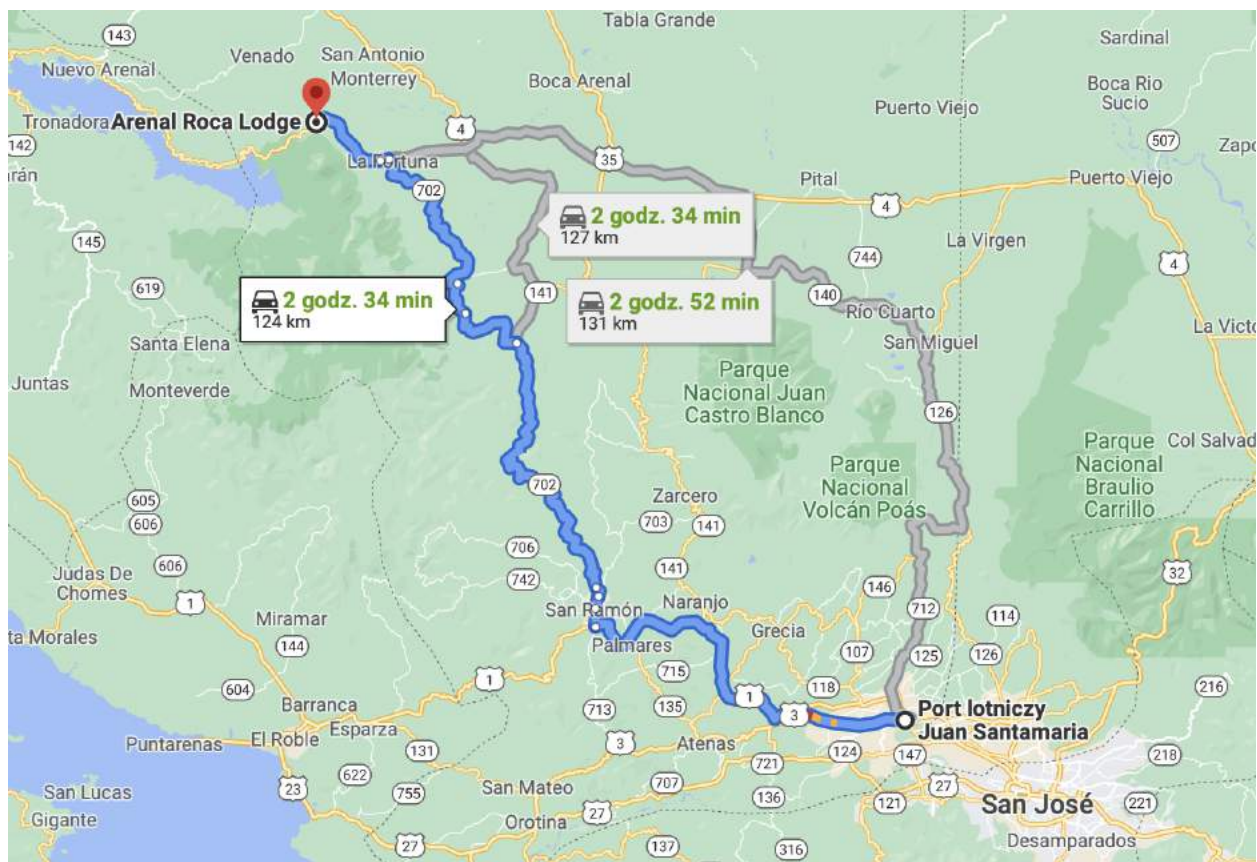 Tabla Grande
143
Sardinal
Venado
San Antonio
Nuevo Arenal
Monterrey
Boca Arenal
Boca Rio
Sucio
Puerto Viejo
Tronadora
Arenal Roca Lodge
4
507
142
La Fortuna
35
702
Pital
Puerto Viejo
4
2 godz. 34 min
127 km
La Virgen
145
744
4
619
2 godz. 34 min
124 km
141
2 godz. 52 min
131 km
140
Río Cuarto
Santa Elena
San Miguel
Juntas
Monteverde
Parque
Nacional Juan
Castro Blanco
126
Parque
Nacional
Braulio
Carrillo
Parque
Nacional
Volcán Poás
702
605
606
Zarcero
703
141
706
606
742
141
146
32
Judas De
Chomes
1
Miramar
San Ramón
Naranjo
712
114
144
Palmares
Grecia
107
125
126
715
604
1
118
216
Barranca
713
135
1
3
Port lotniczy
Juan Santamaria
Puntarenas
El Roble
Esparza
131
3
Atenas
124
147
218
622
721
27
San Lucas
755
San Mateo
707
136
121
San José
221
Gigante
23
Orotina
27
Desamparados
27
137
316